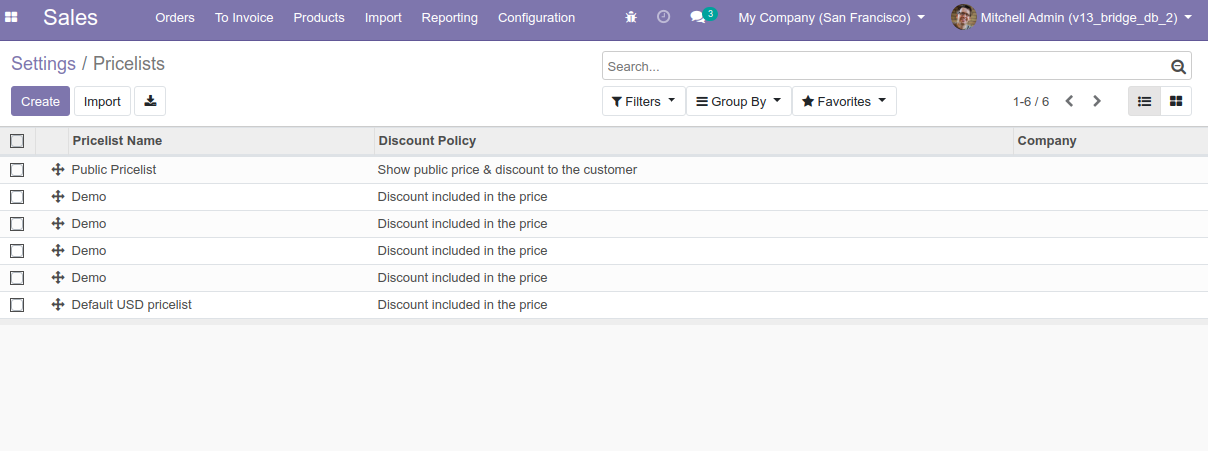 Sales Orders To Invoice Products Import Reporting Configuration 3 My Company (San Francisco) Mitchell Admin (v13_bridge_db_2)
Settings / Pricelists
Search...
Create Import Filters Group By Favorites 1-6 / 6
Pricelist Name Discount Policy Company
Public Pricelist Show public price & discount to the customer
Demo Discount included in the price
Demo Discount included in the price
Demo Discount included in the price
Demo Discount included in the price
Default USD pricelist Discount included in the price